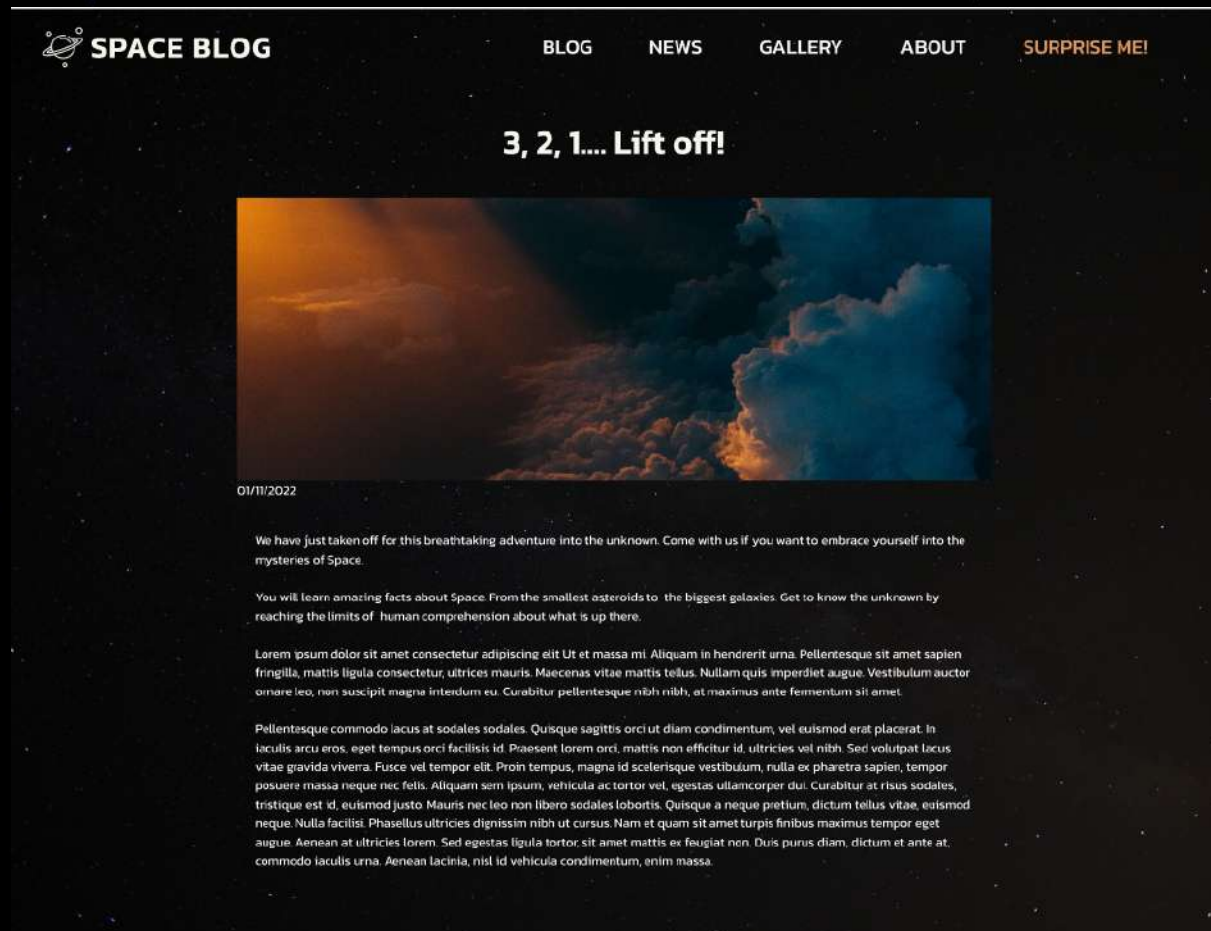 SPACE BLOG
BLOG NEWS GALLERY ABOUT SURPRISE ME!
3, 2, 1.... Lift off!
01/11/2022
We have just taken off for this breathtaking adventure into the unknown. Come with us if you want to embrace yourself into the
mysteries of Space.
You will learn amazing facts about Space. From the smallest asteroids to the biggest galaxies. Get to know the unknown by
reaching the limits of human comprehension about what is up there.
Lorem ipsum dolor sit amet consectetur adipiscing elit Ut et massa mi. Aliquam in hendrerit urna. Pellentesque sit amet sapien
fringilla, mattis ligula consectetur, ultrices mauris. Maecenas vitae mattis tellus. Nullam quis imperdiet augue. Vestibulum auctor
ornare leo, non suscipit magna interdum eu. Curabitur pellentesque nibh nibh, at maximus ante fermentum sit amet.
Pellentesque commodo lacus at sodales sodales. Quisque sagittis orci ut diam condimentum, vel euismod erat placerat. In
iaculis arcu eros, eget tempus orci facilisis id. Praesent lorem orci, mattis non efficitur id, ultricies vel nibh. Sed volutpat lacus
vitae gravida viverra. Fusce vel tempor elit. Proin tempus, magna id scelerisque vestibulum, nulla ex pharetra sapien, tempor
posuere massa neque nec felis. Aliquam sem ipsum, vehicula ac tortor vel, egestas ullamcorper dui. Curabitur at risus sodales,
tristique est id, euismod justo. Mauris nec leo non libero sodales lobortis. Quisque a neque pretium, dictum tellus vitae, euismod
neque. Nulla facilisi. Phasellus ultricies dignissim nibh ut cursus. Nam et quam sit amet turpis finibus maximus tempor eget
augue. Aenean at ultricies lorem. Sed egestas ligula tortor, sit amet mattis ex feugiat non. Duis purus diam, dictum et ante at,
commodo iaculis urna. Aenean lacinia, nisl id vehicula condimentum, enim massa.